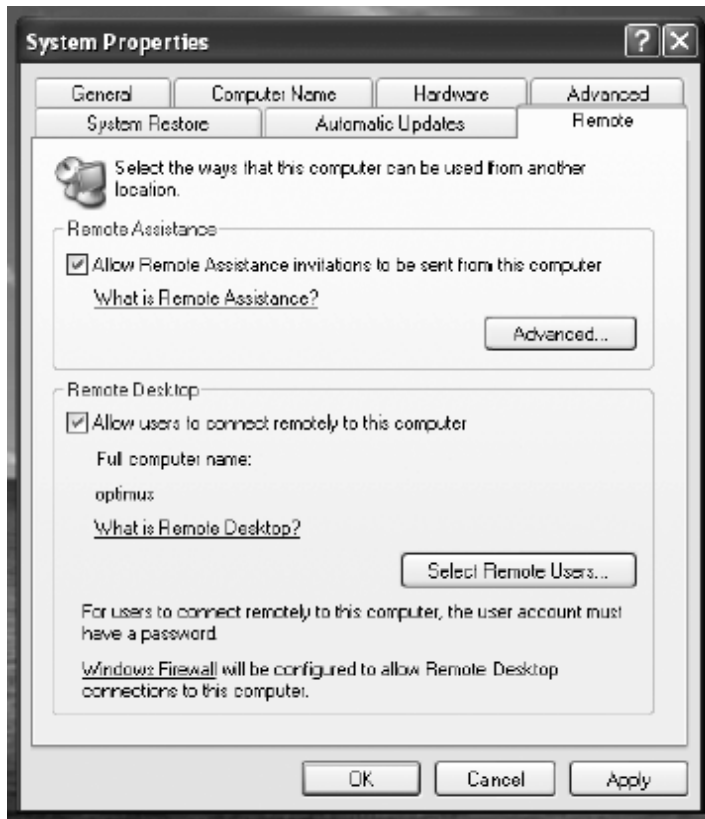 System Properties
General
Computer Name
Hardware
Advanced
System Restore
Automatic Updates
Remote
Select the ways that this computer can be used from another
location.
Remote Assistance
Allow Remote Assistance invitations to be sent from this computer
What is Remote Assistance?
Advanced...
Remote Desktop
Allow users to connect remotely to this computer
Full computer name:
optimus
What is Remote Desktop?
Select Remote Users...
For users to connect remotely to this computer, the user account must
have a password.
Windows Firewall will be configured to allow Remote Desktop
connections to this computer.
OK
Cancel
Apply